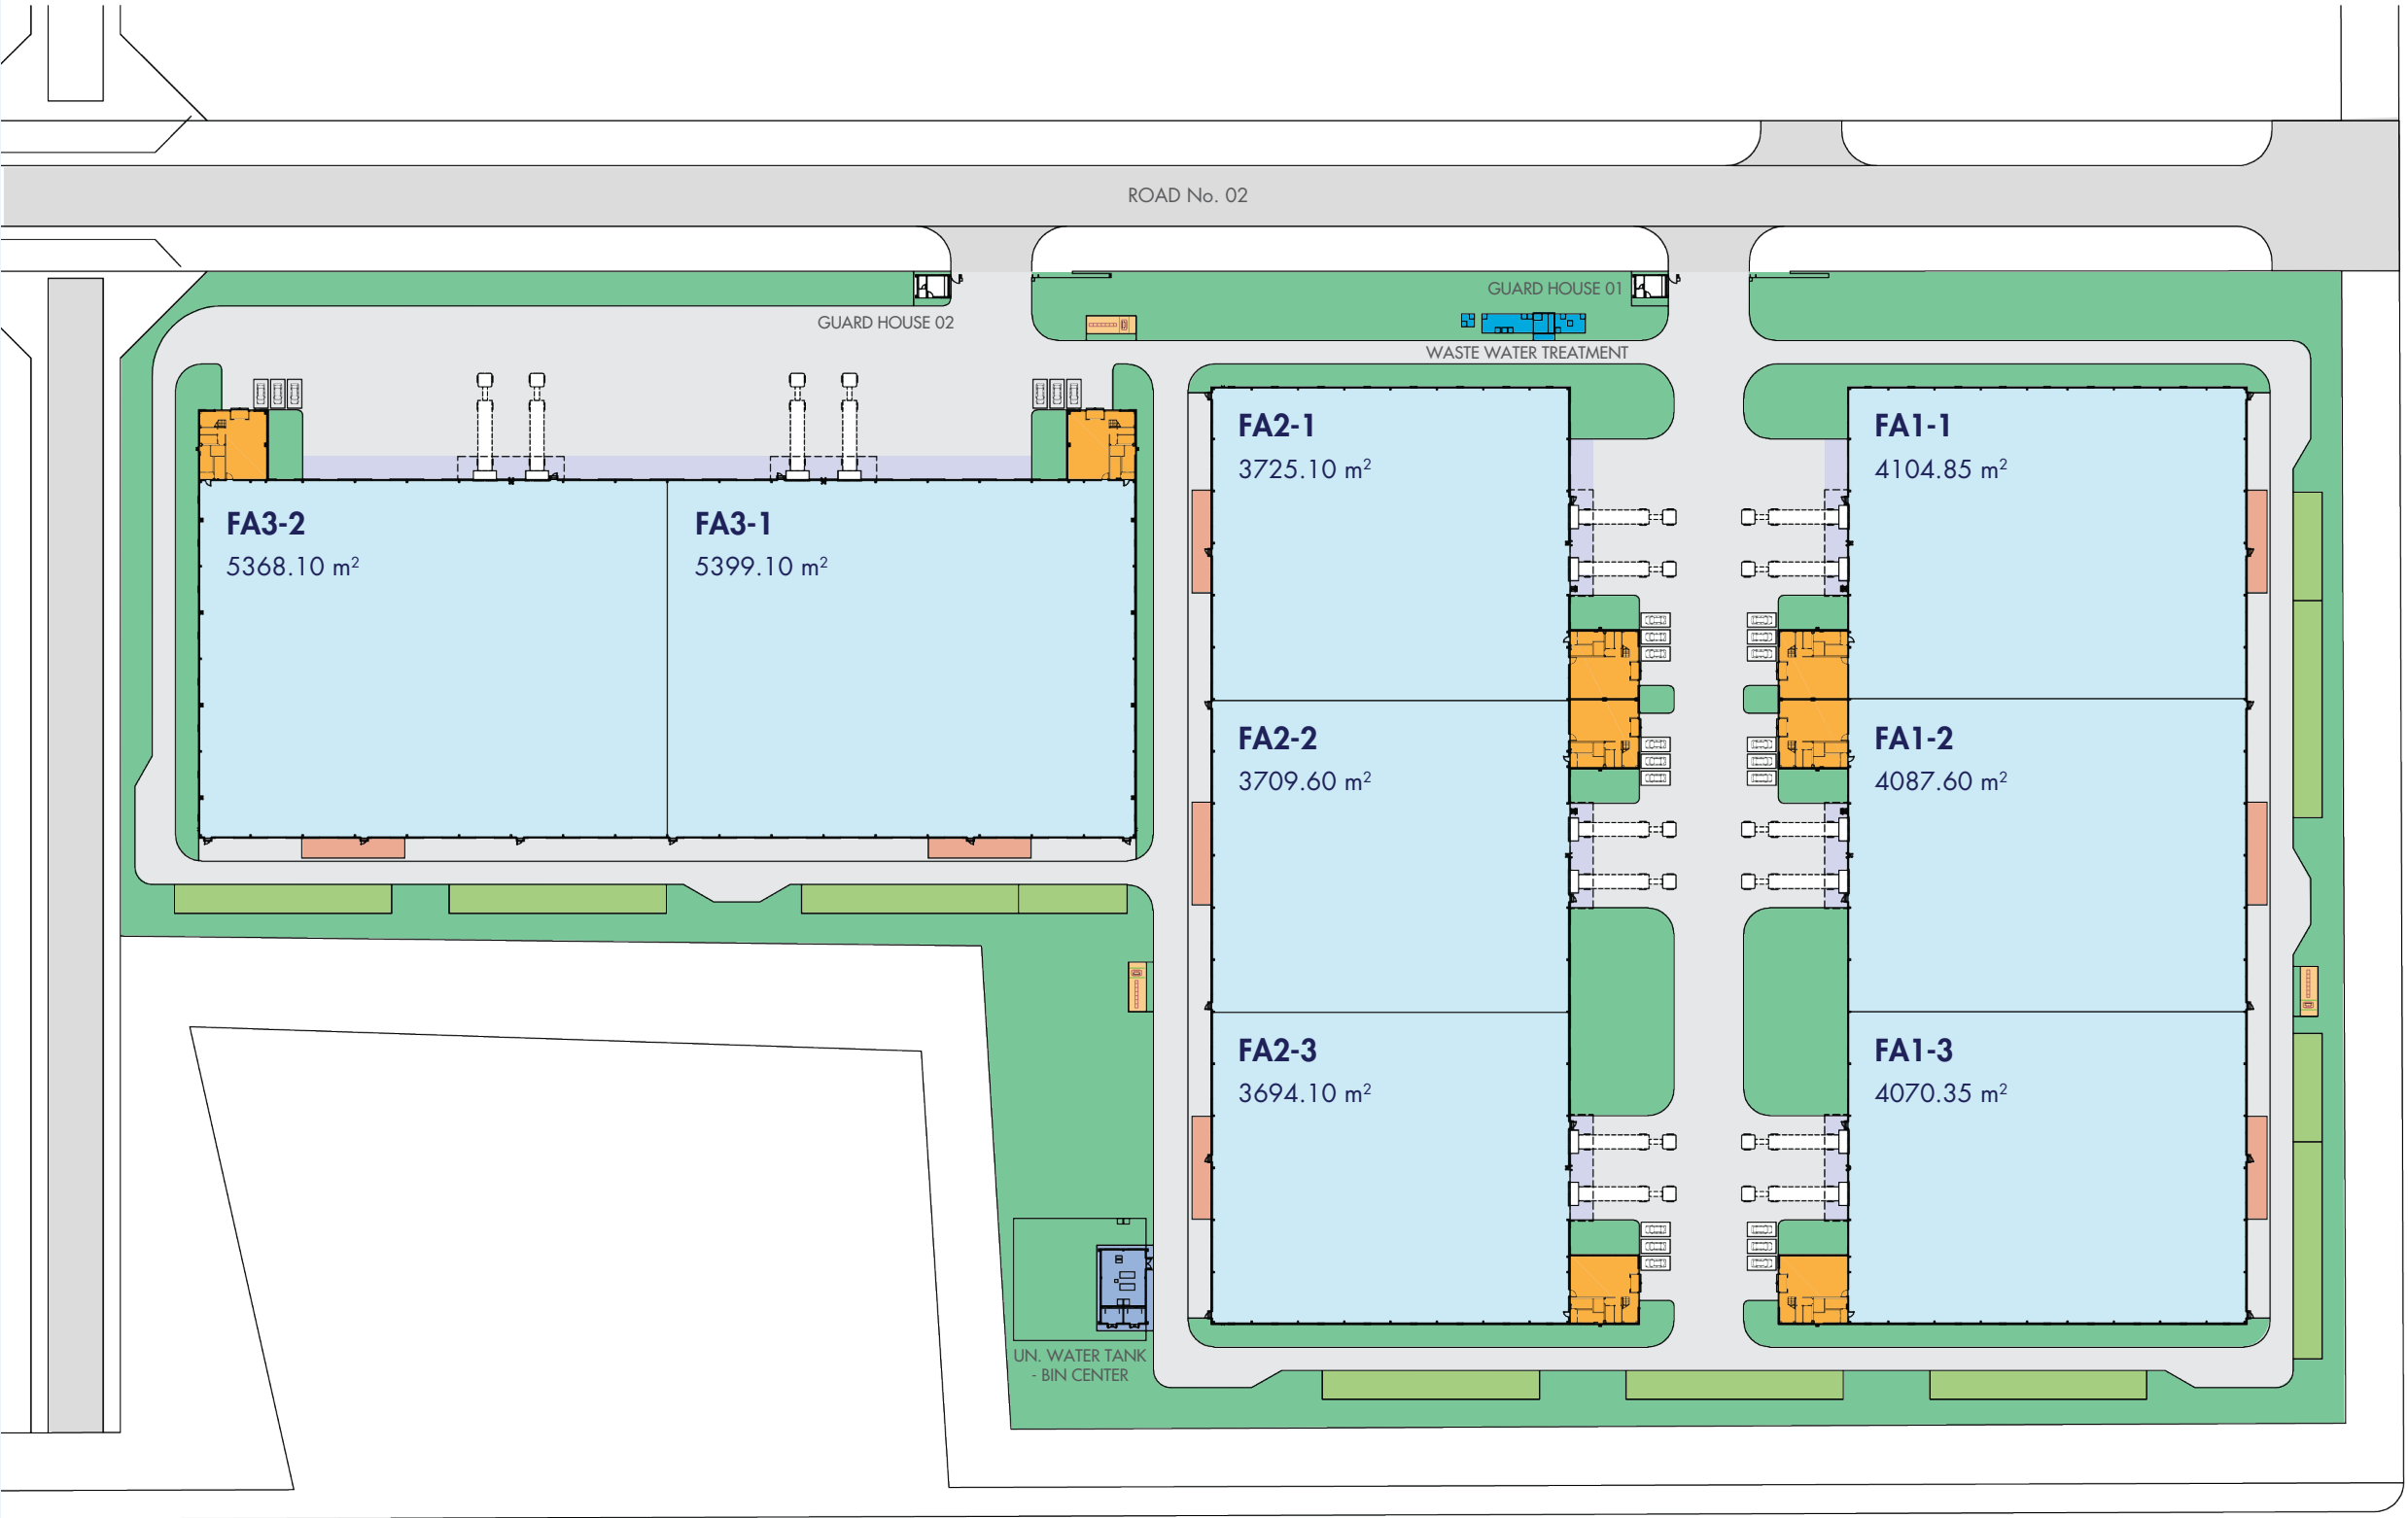 ROAD No. 02
GUARD HOUSE 01
GUARD HOUSE 02
WASTE WATER TREATMENT
FA3-2
5368.10 m²
FA3-1
5399.10 m²
FA2-1
3725.10 m²
FA1-1
4104.85 m²
FA2-2
3709.60 m²
FA1-2
4087.60 m²
FA2-3
3694.10 m²
FA1-3
4070.35 m²
UN. WATER TANK
- BIN CENTER